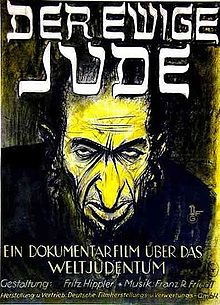 DER EWIGE
JUDE
EIN DOKUMENTARFILM ÜBER DAS
WELTJUDENTUM
Gestaltung: Fritz Hippler + Musik: Franz R. Friedl
Herstellung u Vertrieb: Deutsche Filmherstellungs u Verwertungs-G.m.b.H.